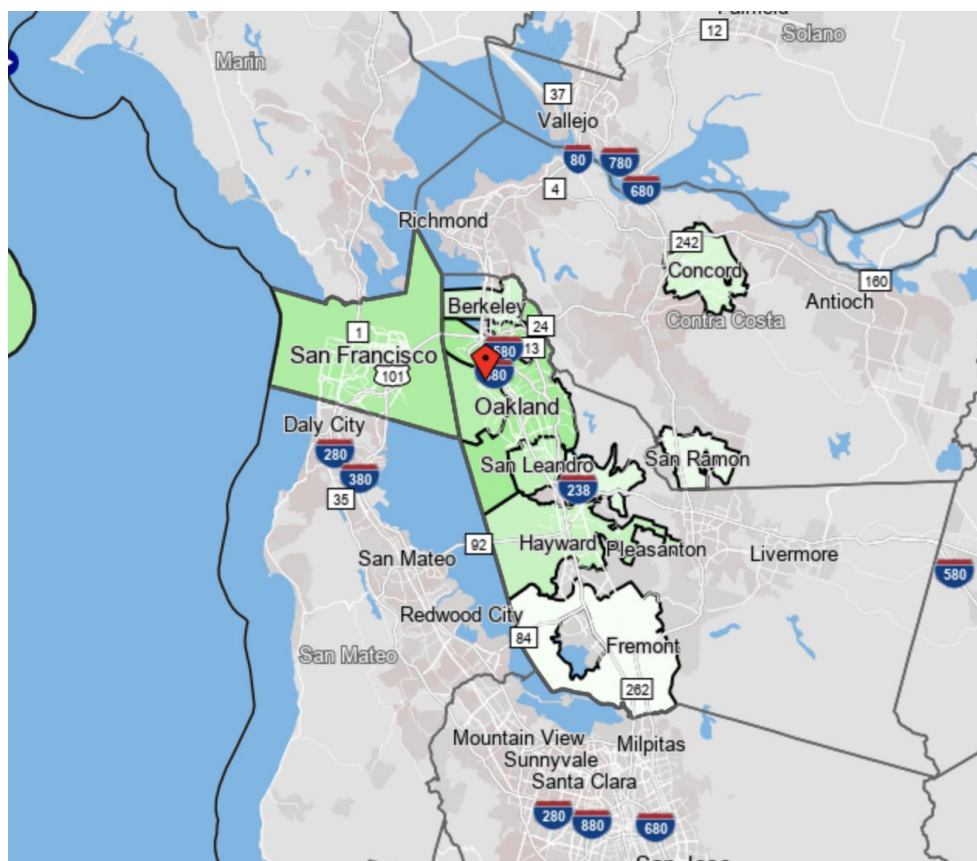 12
Solano
Marin
37
Vallejo
80
780
680
4
Richmond
242
Concord
160
Antioch
Contra Costa
Berkeley
1
24
580
13
San Francisco
101
Oakland
Daly City
280
380
35
San Leandro
San Ramon
238
92
Hayward
Pleasanton
Livermore
580
San Mateo
Redwood City
84
Fremont
San Mateo
262
Mountain View
Milpitas
Sunnyvale
Santa Clara
280
880
680